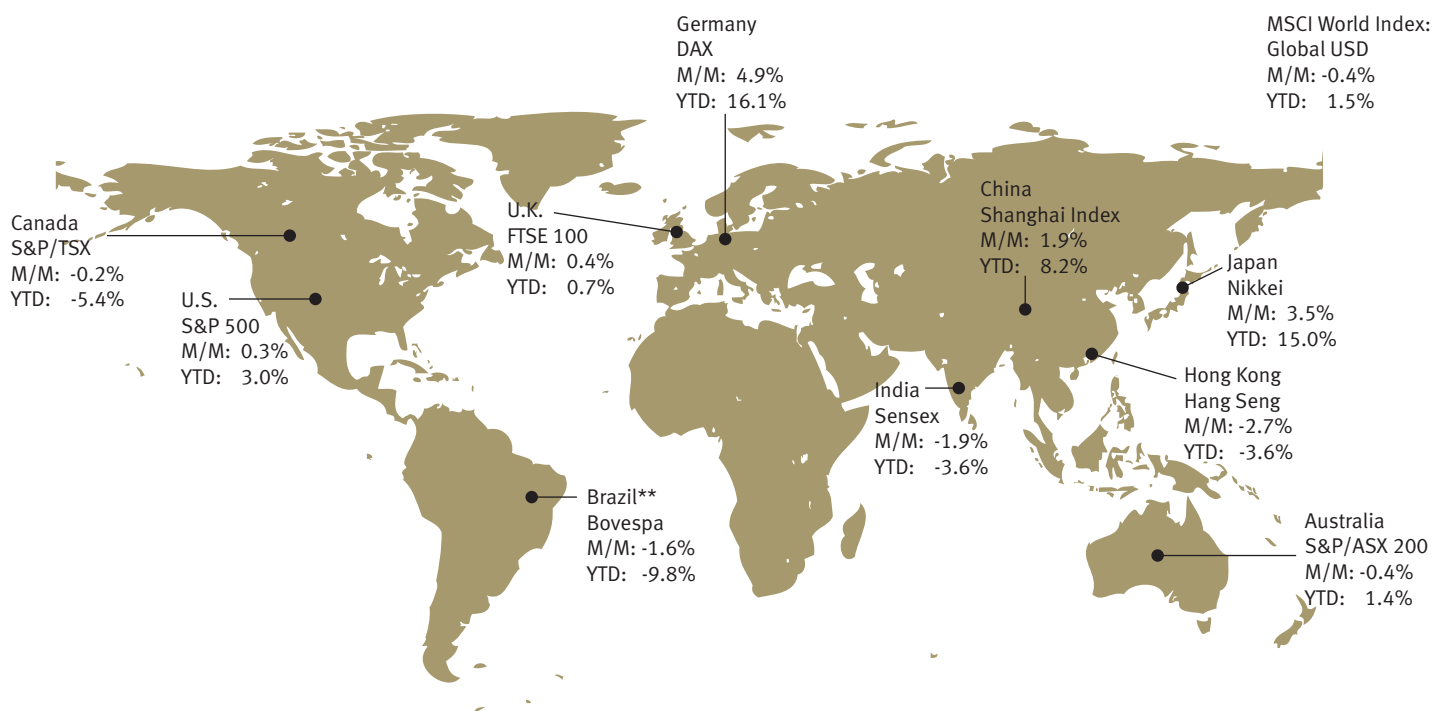 Germany
DAX
M/M: 4.9%
YTD: 16.1%
MSCI World Index:
Global USD
M/M: -0.4%
YTD: 1.5%
Canada
S&P/TSX
M/M: -0.2%
YTD: -5.4%
U.S.
S&P 500
M/M: 0.3%
YTD: 3.0%
U.K.
FTSE 100
M/M: 0.4%
YTD: 0.7%
China
Shanghai Index
M/M: 1.9%
YTD: 8.2%
Japan
Nikkei
M/M: 3.5%
YTD: 15.0%
Hong Kong
Hang Seng
M/M: -2.7%
YTD: -3.6%
India
Sensex
M/M: -1.9%
YTD: -3.6%
Brazil**
Bovespa
M/M: -1.6%
YTD: -9.8%
Australia
S&P/ASX 200
M/M: -0.4%
YTD: 1.4%